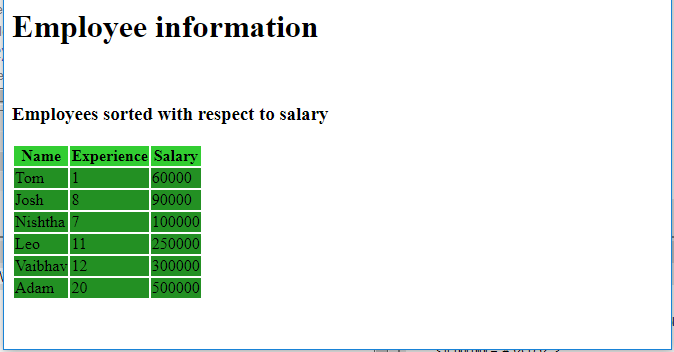 Employee information
Employees sorted with respect to salary
Name Experience Salary
Tom 1 60000
Josh 8 90000
Nishtha 7 100000
Leo 11 250000
Vaibhav 12 300000
Adam 20 500000